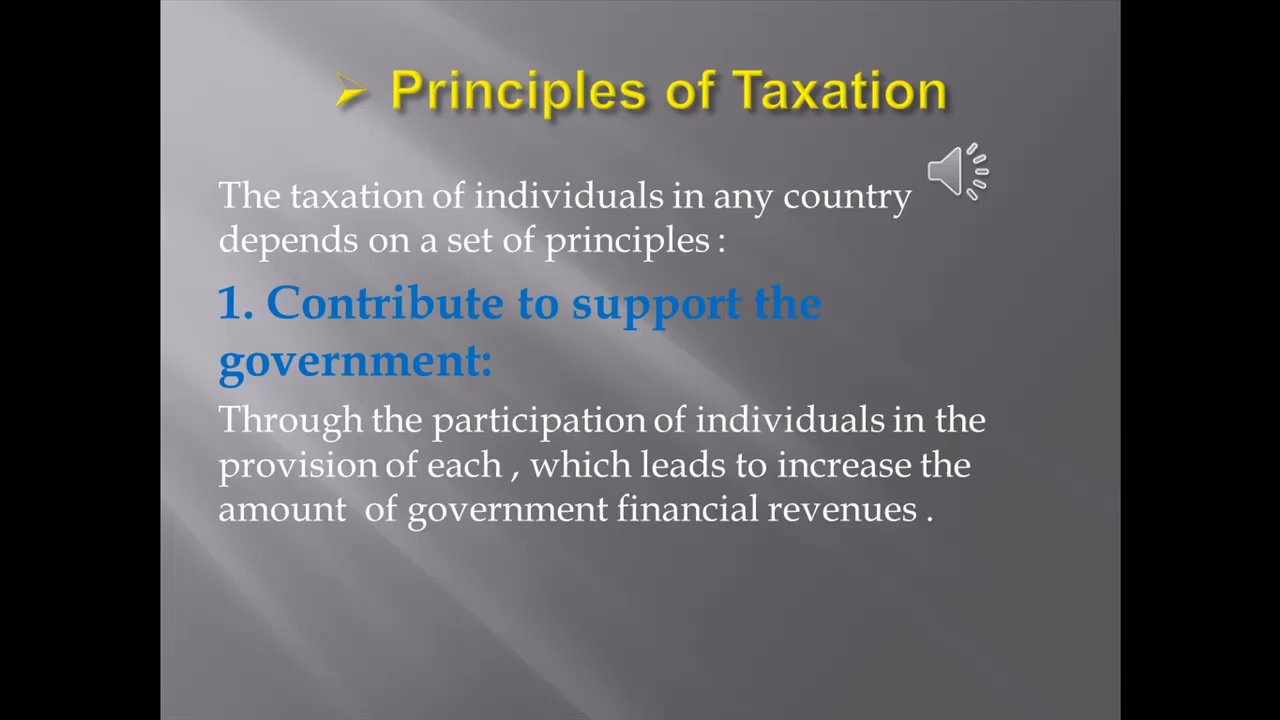 ➢ Principles of Taxation
The taxation of individuals in any country
depends on a set of principles :
1. Contribute to support the
government:
Through the participation of individuals in the
provision of each , which leads to increase the
amount  of government financial revenues .